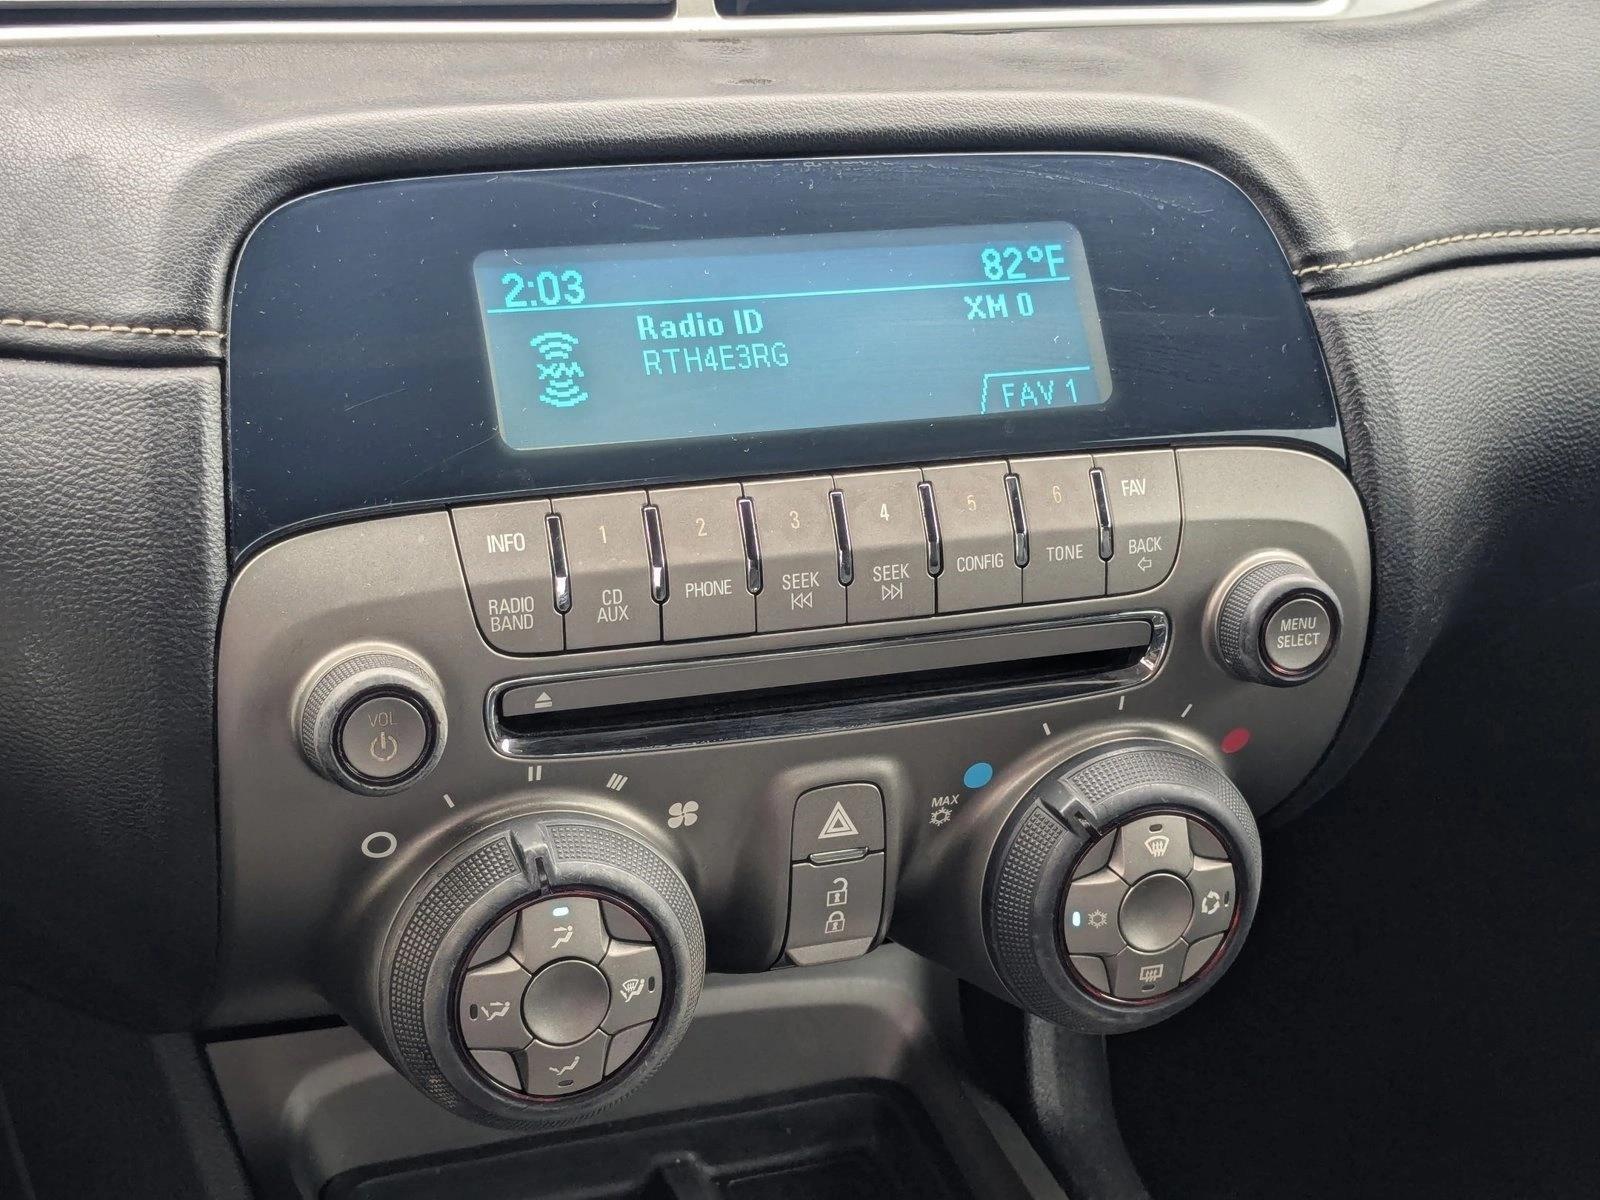 2:03
82°F
XM 0
Radio ID
RTH4E3RG
XM
FAV 1
INFO
1
2
3
4
5
6
FAV
RADIO
BAND
CD
AUX
PHONE
SEEK
SEEK
CONFIG
TONE
BACK
MENU
SELECT
VOL
MAX